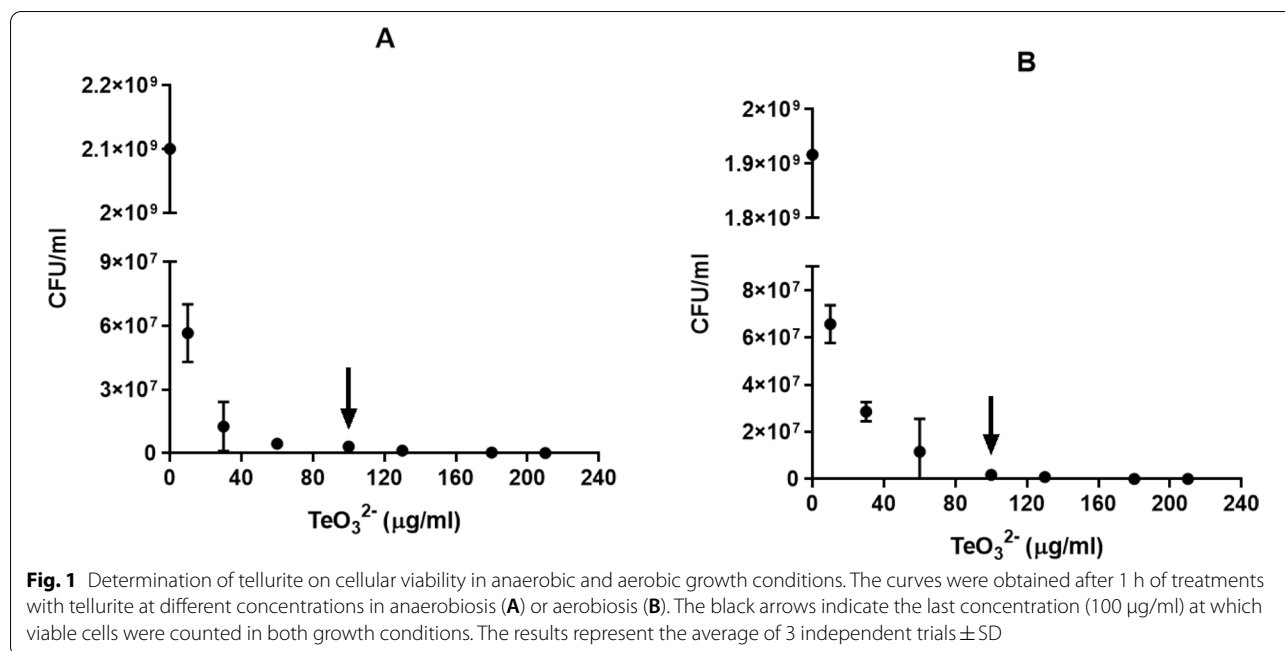 A
2.2×10⁹
2.1×10⁹
2×10⁹
9×10⁷
6×10⁷
3×10⁷
0
CFU/ml
0 40 80 120 160 200 240
TeO₃²⁻ (µg/ml)
B
2×10⁹
1.9×10⁹
1.8×10⁹
8×10⁷
6×10⁷
4×10⁷
2×10⁷
0
CFU/ml
0 40 80 120 160 200 240
TeO₃²⁻ (µg/ml)
Fig. 1 Determination of tellurite on cellular viability in anaerobic and aerobic growth conditions. The curves were obtained after 1 h of treatments
with tellurite at different concentrations in anaerobiosis (A) or aerobiosis (B). The black arrows indicate the last concentration (100 µg/ml) at which
viable cells were counted in both growth conditions. The results represent the average of 3 independent trials ± SD